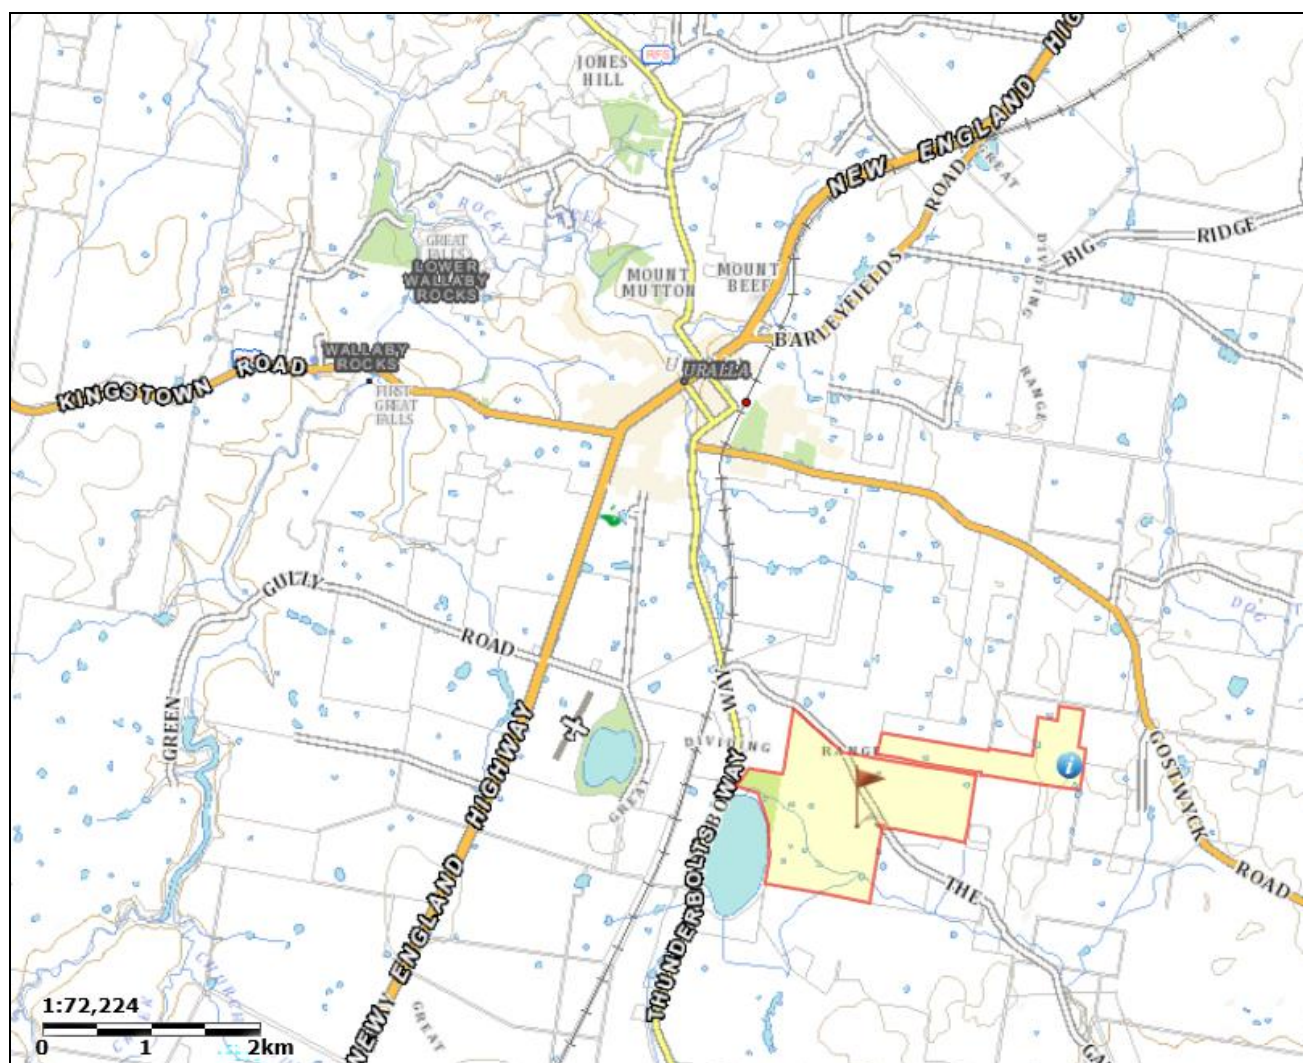 HIG
RFS
JONES
HILL
NEW ENGLAND
GREAT
ROAD
BIG RIDGE
DIVIDING
RANGE
ROCKY
GREAT
FALLS
LOWER
WALLABY
ROCKS
MOUNT
MUTTON
MOUNT
BEEF
BARLEYFIELDS
URALLA
WALLABY
ROCKS
KINGSTOWN ROAD
FIRST
GREAT
FALLS
GULLY
ROAD
GREEN
WAY
DIVIDING
RANGE
i
GREAT
HIGHWAY
THUNDERBOLTS WAY
GOSTWYCK
ROAD
THE
NEW ENGLAND
GREAT
1:72,224
0 1 2km